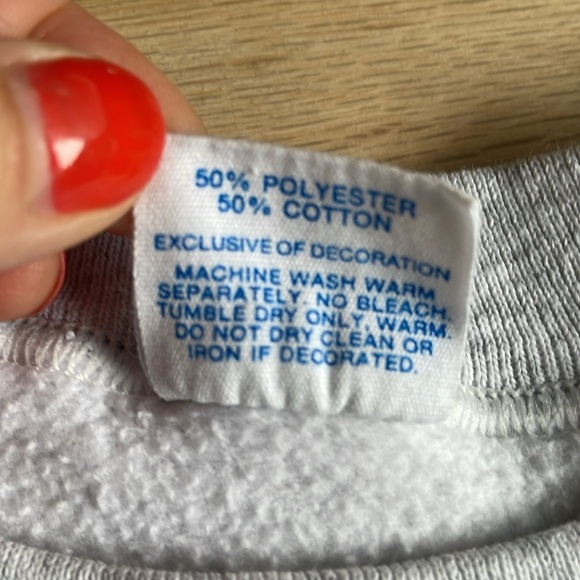 50% POLYESTER
50% COTTON
EXCLUSIVE OF DECORATION
MACHINE WASH WARM
SEPARATELY. NO BLEACH.
TUMBLE DRY ONLY, WARM.
DO NOT DRY CLEAN OR
IRON IF DECORATED.